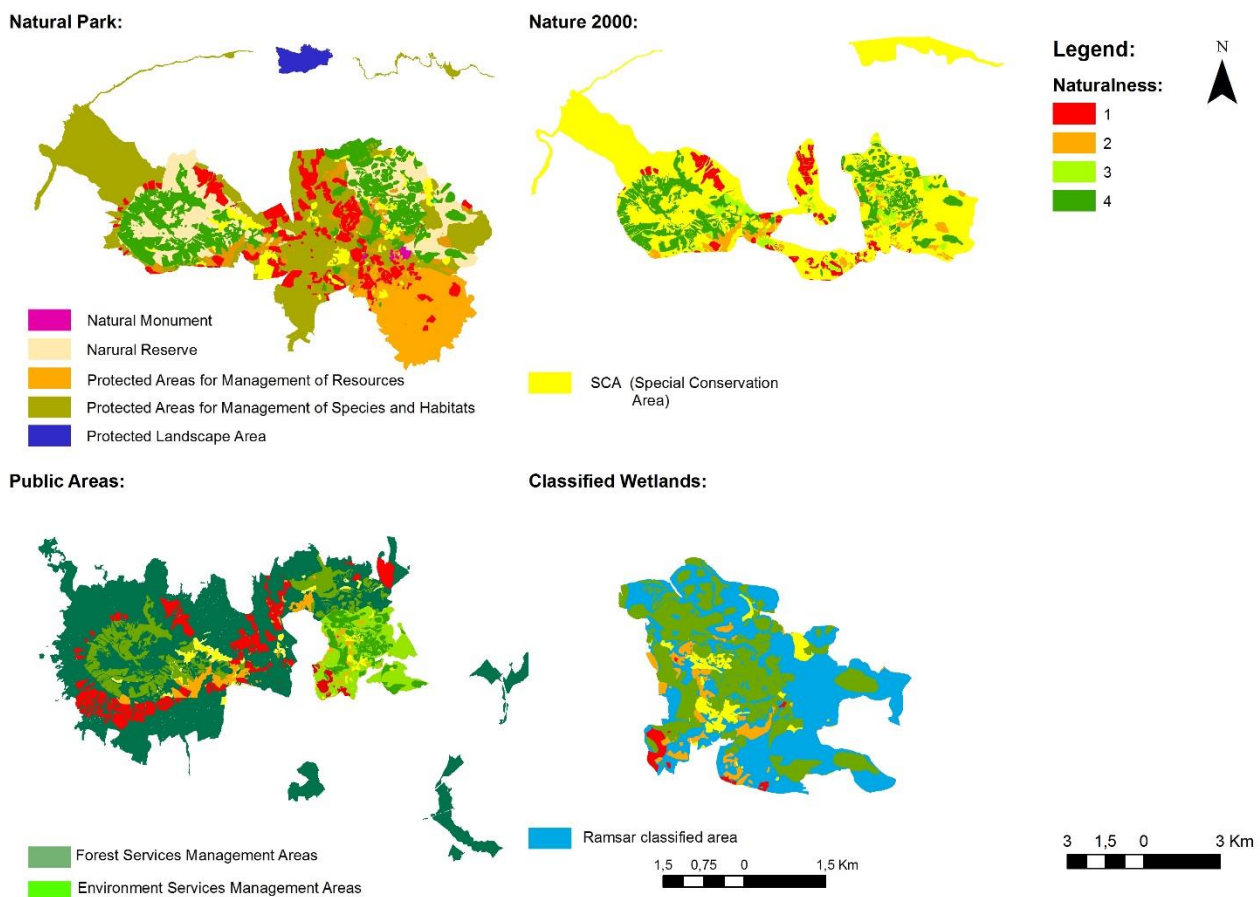 Natural Park:
Nature 2000:
Legend:
Naturalness:
1
2
3
4
N
Natural Monument
Narural Reserve
Protected Areas for Management of Resources
Protected Areas for Management of Species and Habitats
Protected Landscape Area
SCA (Special Conservation
Area)
Public Areas:
Classified Wetlands:
Forest Services Management Areas
Environment Services Management Areas
Ramsar classified area
1,5 0,75 0 1,5 Km
3 1,5 0 3 Km